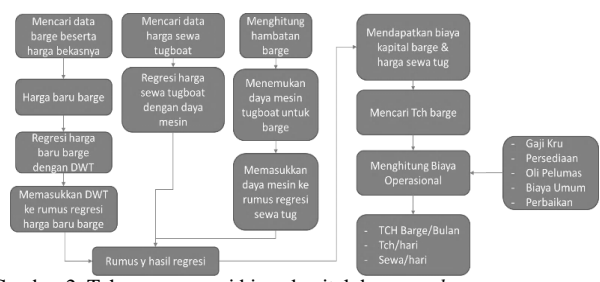 Mencari data
barge beserta
harga bekasnya
Harga baru barge
Regresi harga
baru barge
dengan DWT
Memasukkan DWT
ke rumus regresi
harga baru barge
Mencari data
harga sewa
tugboat
Regresi harga
sewa tugboat
dengan daya
mesin
Menghitung
hambatan
barge
Menemukan
daya mesin
tugboat untuk
barge
Memasukkan
daya mesin ke
rumus regresi
sewa tug
Rumus y hasil regresi
Mendapatkan biaya
kapital barge &
harga sewa tug
Mencari Tch barge
Menghitung Biaya
Operasional
- Gaji Kru
- Persediaan
- Oli Pelumas
- Biaya Umum
- Perbaikan
- TCH Barge/Bulan
- Tch/hari
- Sewa/hari